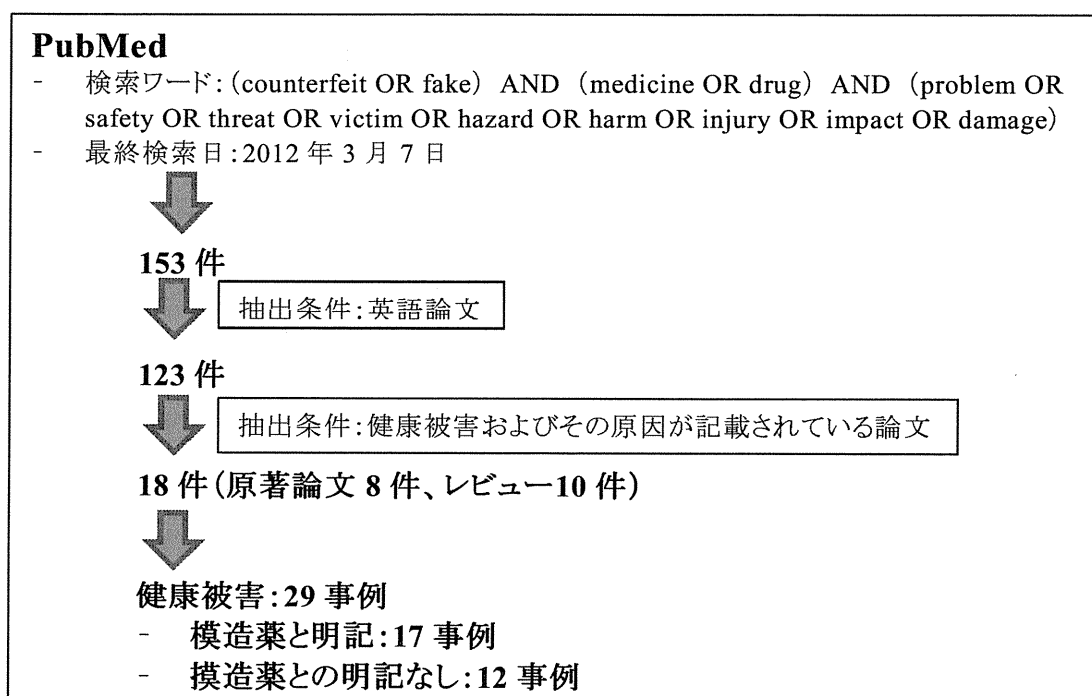 PubMed
- 検索ワード: (counterfeit OR fake) AND (medicine OR drug) AND (problem OR
safety OR threat OR victim OR hazard OR harm OR injury OR impact OR damage)
- 最終検索日:2012 年 3 月 7 日
153 件
抽出条件:英語論文
123 件
抽出条件:健康被害およびその原因が記載されている論文
18 件(原著論文 8 件、レビュー10 件)
健康被害:29 事例
- 模造薬と明記:17 事例
- 摸造薬との明記なし:12 事例